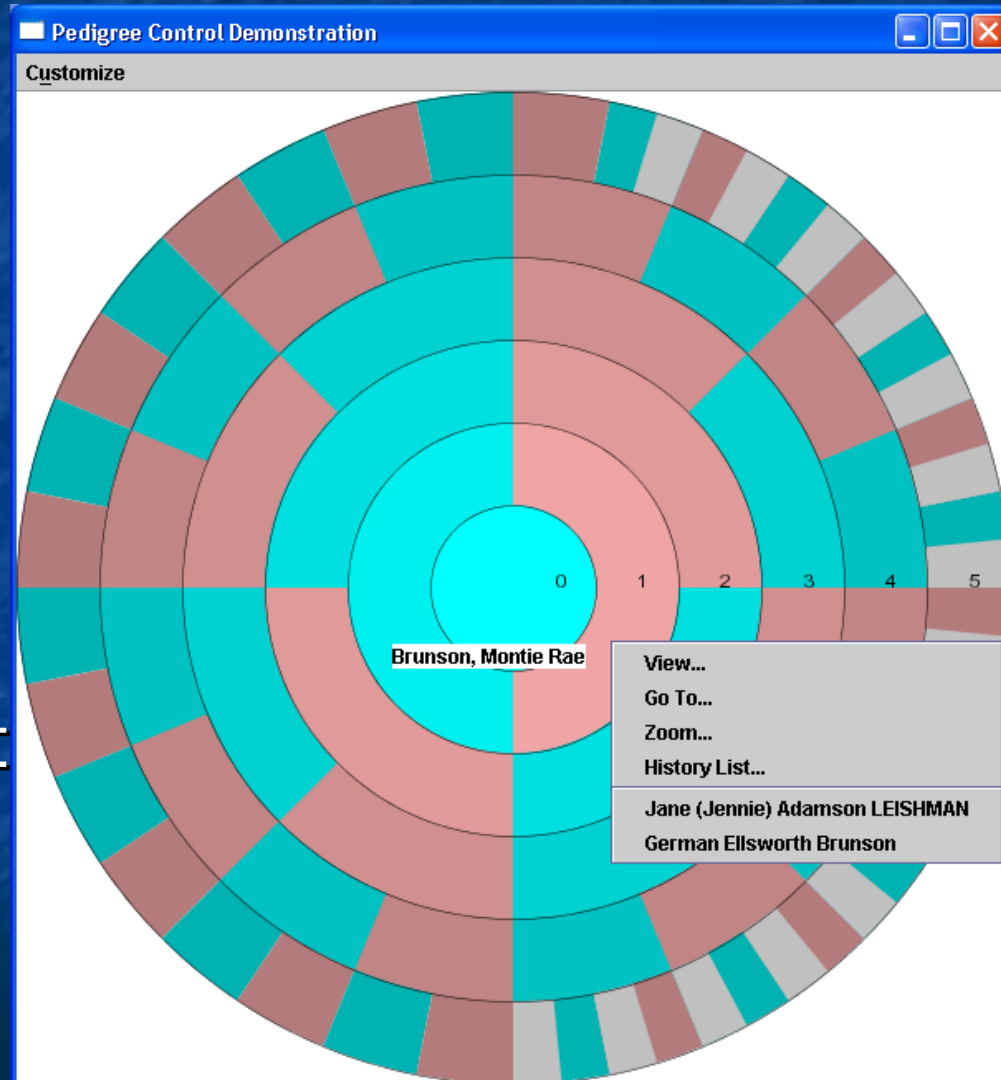 Pedigree Control Demonstration
Customize
0 1 2 3 4 5
Brunson, Montie Rae
View...
Go To...
Zoom...
History List...
Jane (Jennie) Adamson LEISHMAN
German Ellsworth Brunson